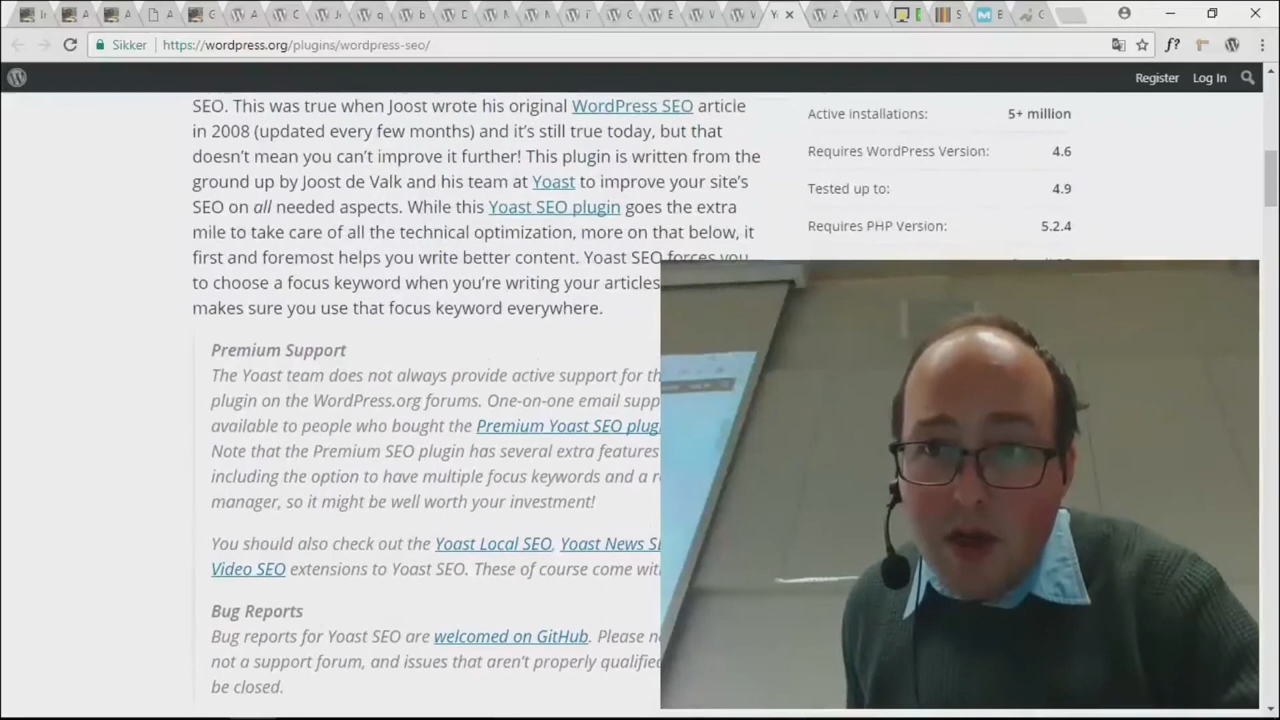 Sikker
https://wordpress.org/plugins/wordpress-seo/
Register Log In
SEO. This was true when Joost wrote his original WordPress SEO article
in 2008 (updated every few months) and it's still true today, but that
doesn't mean you can't improve it further! This plugin is written from the
ground up by Joost de Valk and his team at Yoast to improve your site's
SEO on all needed aspects. While this Yoast SEO plugin goes the extra
mile to take care of all the technical optimization, more on that below, it
first and foremost helps you write better content. Yoast SEO forces you
to choose a focus keyword when you're writing your articles
makes sure you use that focus keyword everywhere.
Premium Support
The Yoast team does not always provide active support for th
plugin on the WordPress.org forums. One-on-one email supp
available to people who bought the Premium Yoast SEO plug
Note that the Premium SEO plugin has several extra features
including the option to have multiple focus keywords and a re
manager, so it might be well worth your investment!
You should also check out the Yoast Local SEO, Yoast News SE
Video SEO extensions to Yoast SEO. These of course come with
Bug Reports
Bug reports for Yoast SEO are welcomed on GitHub. Please no
not a support forum, and issues that aren't properly qualified
be closed.
Active installations: 5+ million
Requires WordPress Version: 4.6
Tested up to: 4.9
Requires PHP Version: 5.2.4